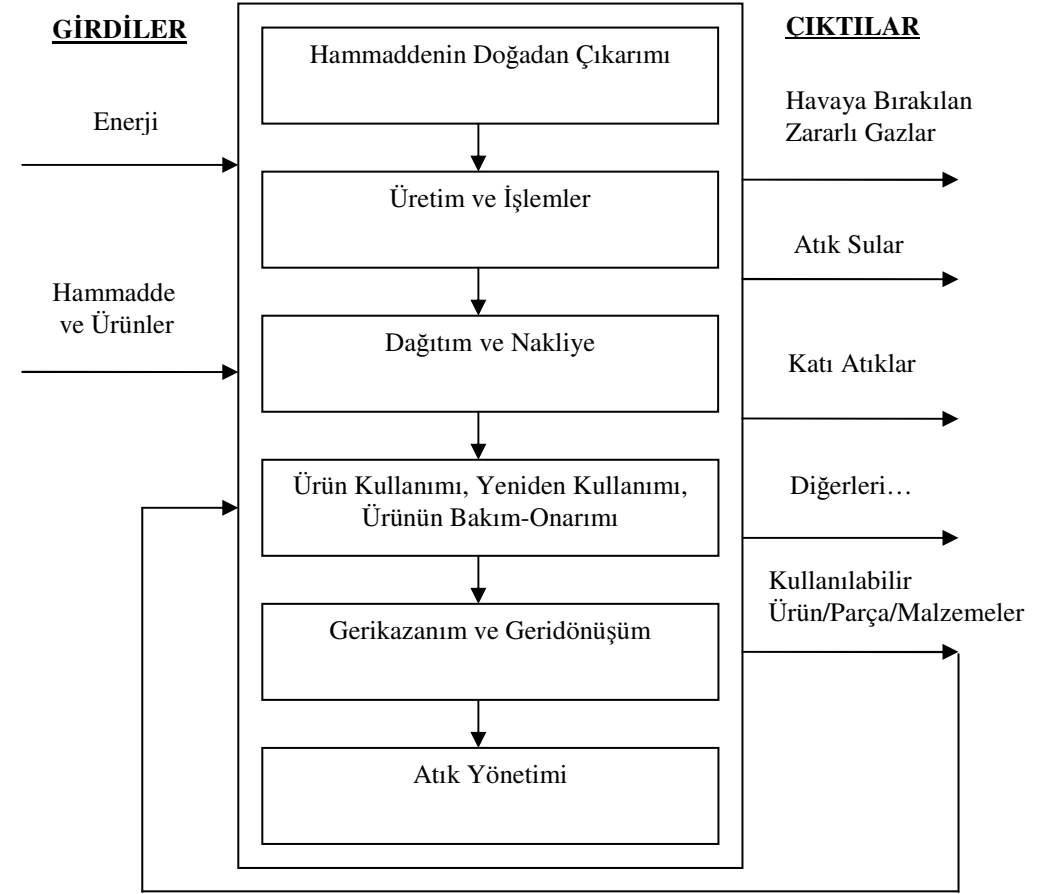 GİRDİLER
Enerji
Hammadde
ve Ürünler
Hammaddenin Doğadan Çıkarımı
Üretim ve İşlemler
Dağıtım ve Nakliye
Ürün Kullanımı, Yeniden Kullanımı,
Ürünün Bakım-Onarımı
Gerikazanım ve Geridönüşüm
Atık Yönetimi
ÇIKTILAR
Havaya Bırakılan
Zararlı Gazlar
Atık Sular
Katı Atıklar
Diğerleri…
Kullanılabilir
Ürün/Parça/Malzemeler